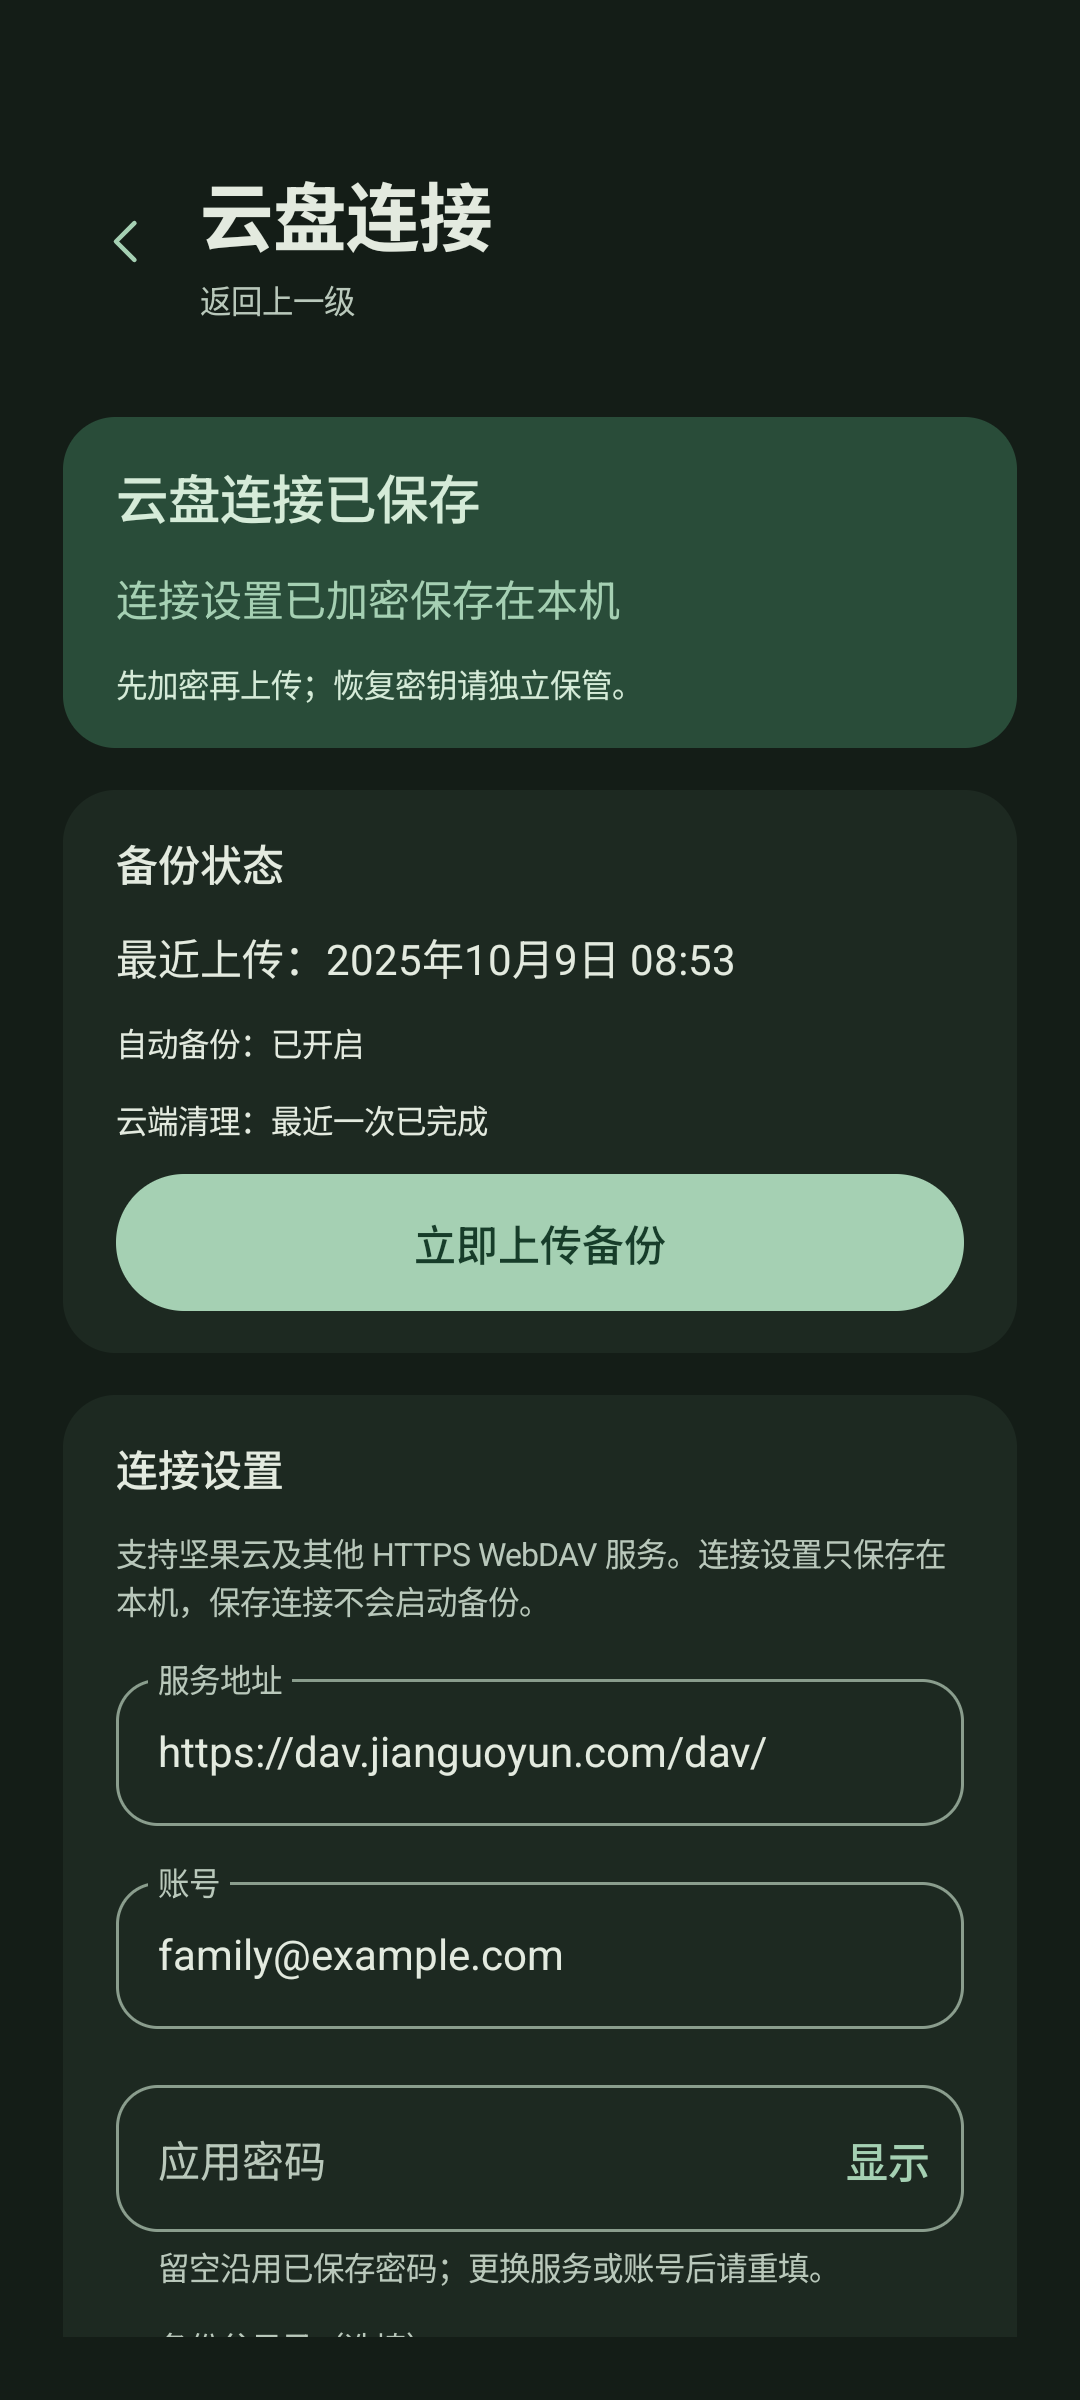 云盘连接
返回上一级
云盘连接已保存
连接设置已加密保存在本机
先加密再上传；恢复密钥请独立保管。
备份状态
最近上传：2025年10月9日 08:53
自动备份：已开启
云端清理：最近一次已完成
立即上传备份
连接设置
支持坚果云及其他 HTTPS WebDAV 服务。连接设置只保存在
本机，保存连接不会启动备份。
服务地址
https://dav.jianguoyun.com/dav/
账号
family@example.com
应用密码
显示
留空沿用已保存密码；更换服务或账号后请重填。